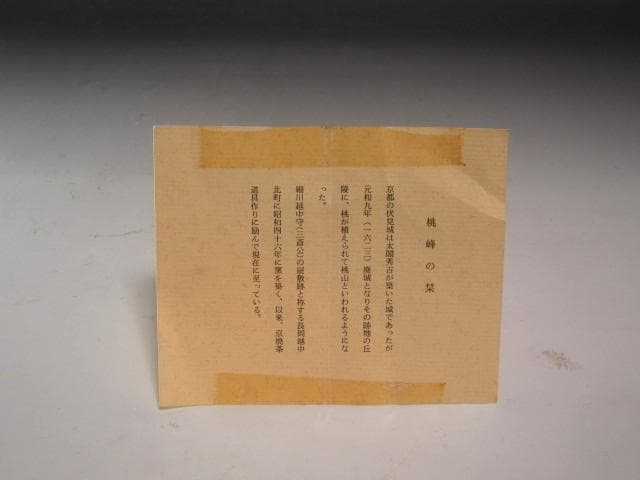 桃峰の栞
京都の伏見城は太閤秀吉が築いた城であったが
元和九年(一六二三)廃城となりその跡地の丘
陵に、桃が植えられて桃山といわれるようにな
った。
細川越中守(三斎公)の屋敷跡と称する長岡越中
北町に昭和四十六年に窯を築く、以来、京焼茶
道具作りに励んで現在に至っている。